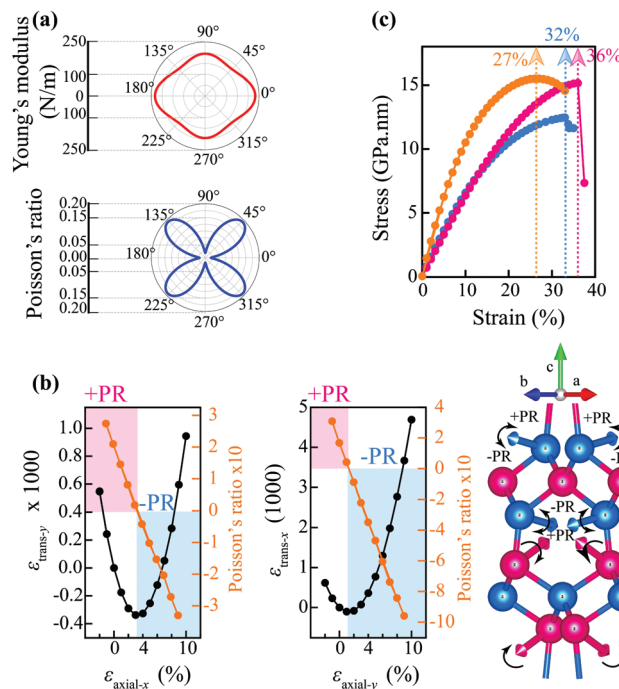 (a)
Young's modulus
(N/m)
250
100
0
100
250
90°
135°
45°
180°
0°
225°
315°
270°
Poisson's ratio
0.20
0.15
0.05
0.00
0.05
0.15
0.20
90°
135°
45°
180°
0°
225°
315°
270°
(c)
32%
27%
36%
Stress (GPa.nm)
15
10
5
0
0
10
20
30
40
Strain (%)
(b)
+PR
-PR
ε trans-y x 1000
1.0
0.8
0.6
0.4
0.2
0.0
-0.2
-0.4
3
2
1
0
1
2
-3
Poisson's ratio x10
0
4
10
ε axial-x (%)
+PR
-PR
ε trans-x (1000)
5
4
3
2
1
0
4
2
0
-2
-4
-6
-8
-10
Poisson's ratio x10
0
4
10
ε axial-y (%)
c
b
a
+PR
+PR
-PR
-PR
+PR